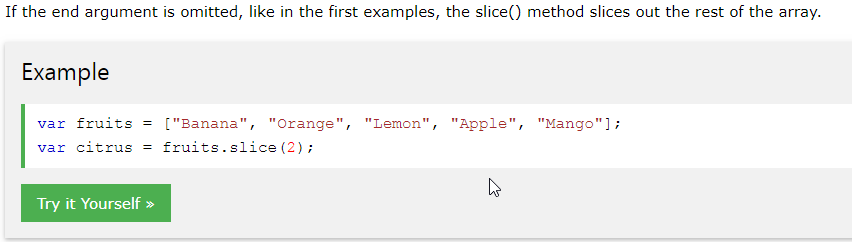 If the end argument is omitted, like in the first examples, the slice() method slices out the rest of the array.
Example
var fruits = ["Banana", "Orange", "Lemon", "Apple", "Mango"];
var citrus = fruits.slice(2);
Try it Yourself »